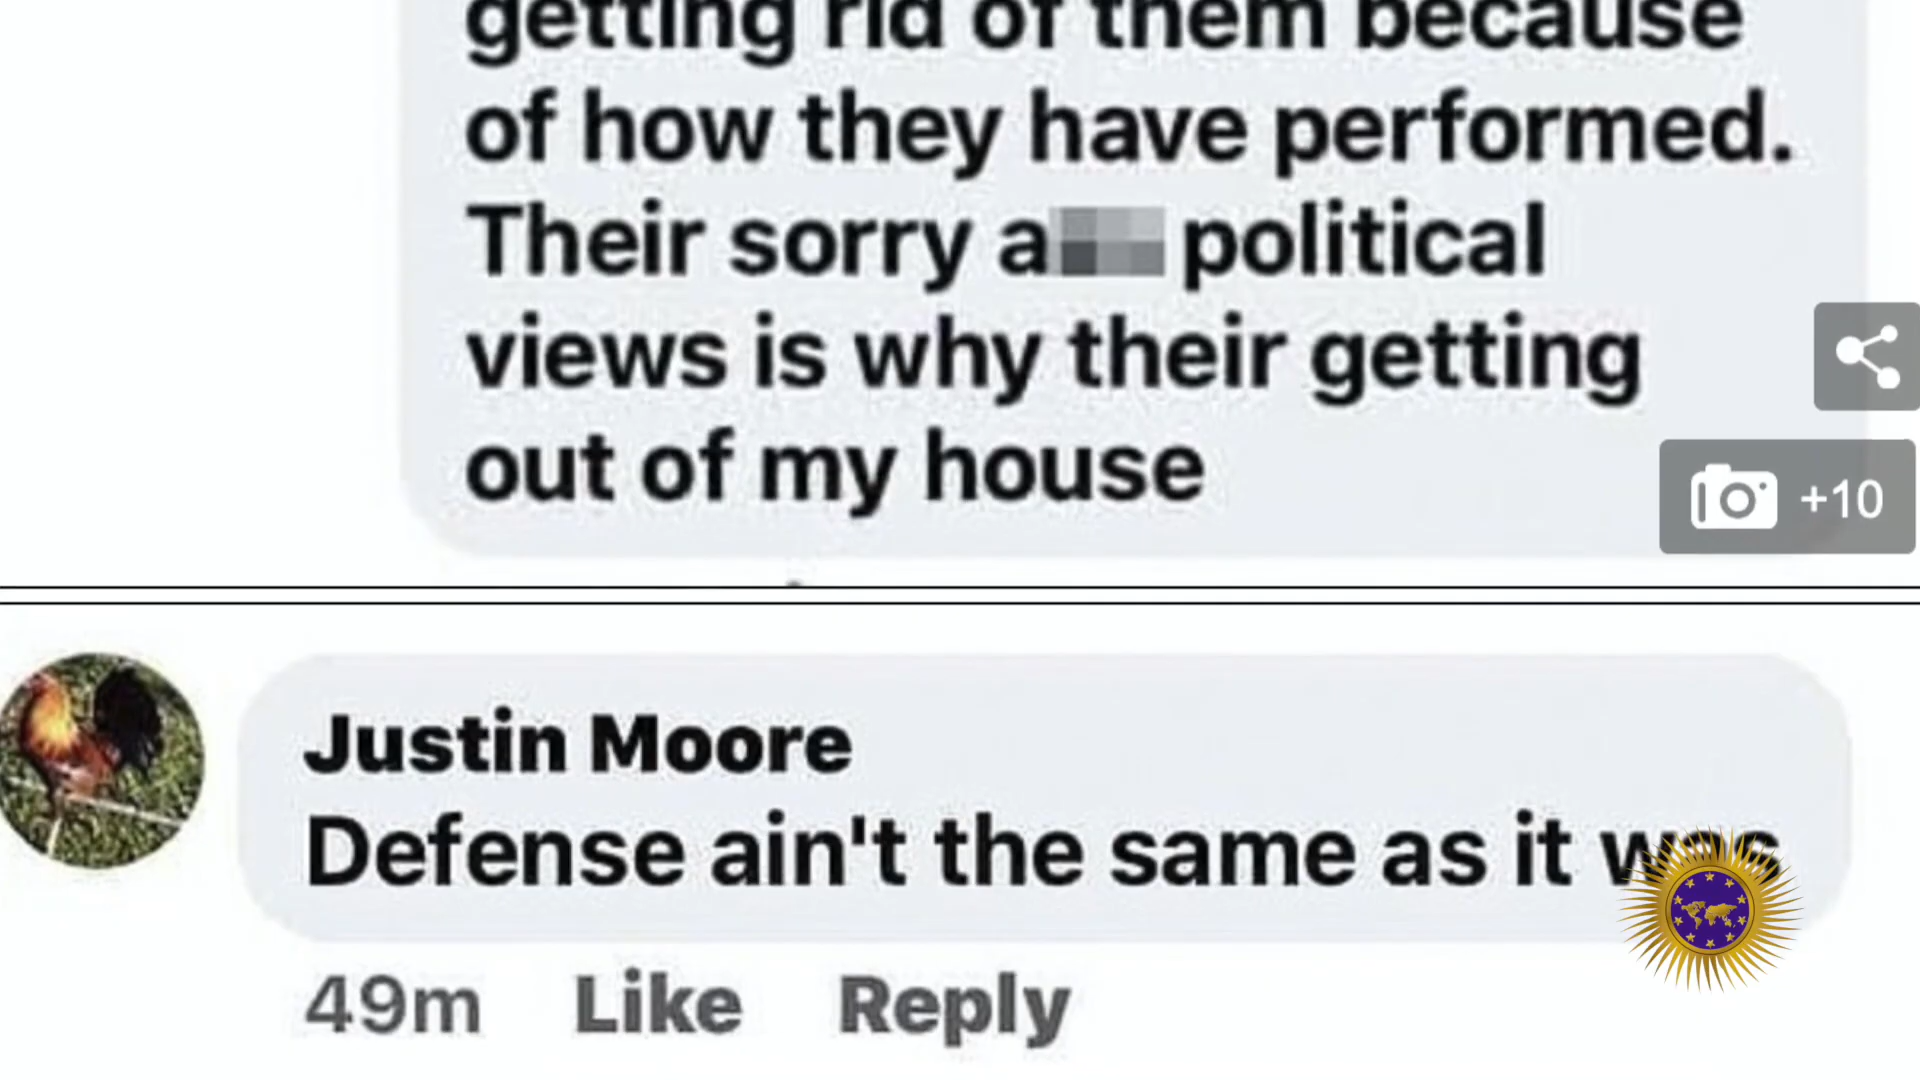 getting rid of them because
of how they have performed.
Their sorry a political
views is why their getting
out of my house
+10
Justin Moore
Defense ain't the same as it was
49m Like Reply